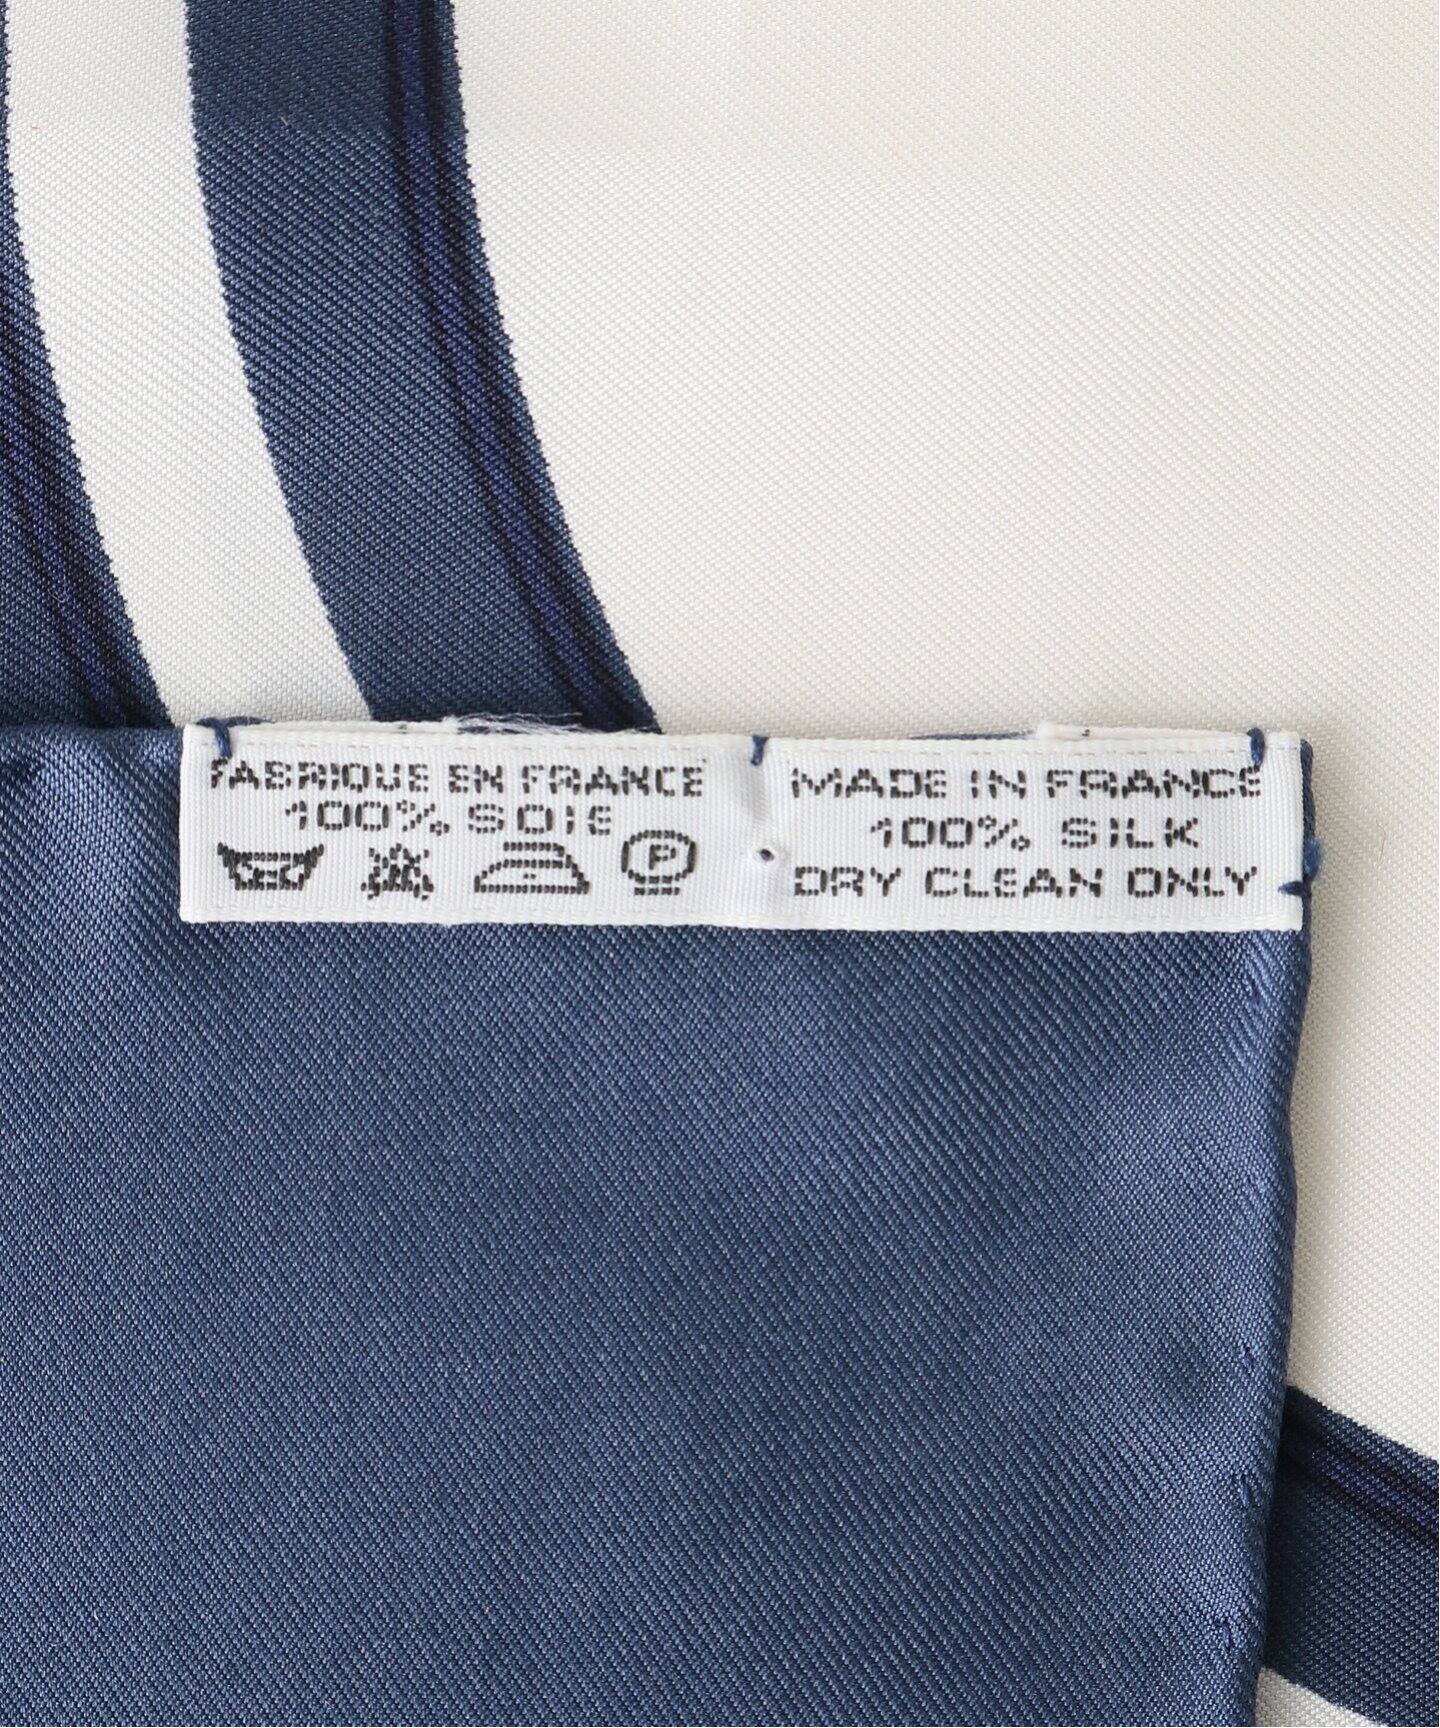 FABRIQUE EN FRANCE
100% SOIE
P
MADE IN FRANCE
100% SILK
DRY CLEAN ONLY